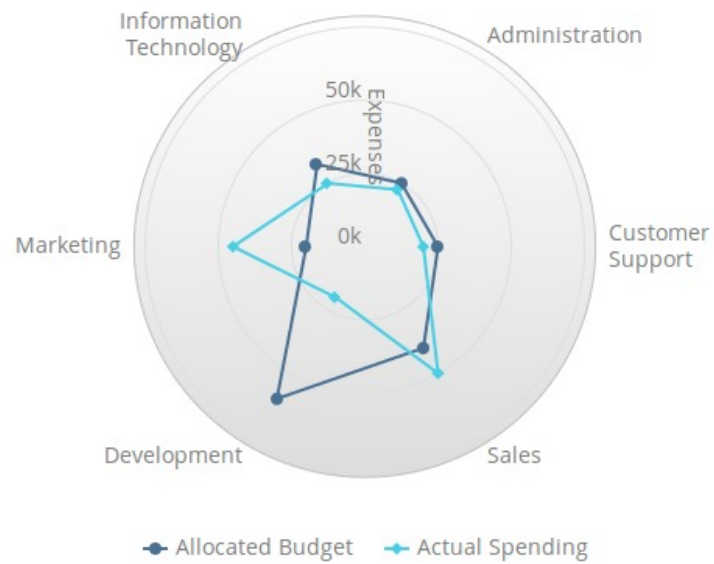 Information
Technology
Administration
50k
Expenses
25k
0k
Marketing
Customer
Support
Development
Sales
Allocated Budget
Actual Spending